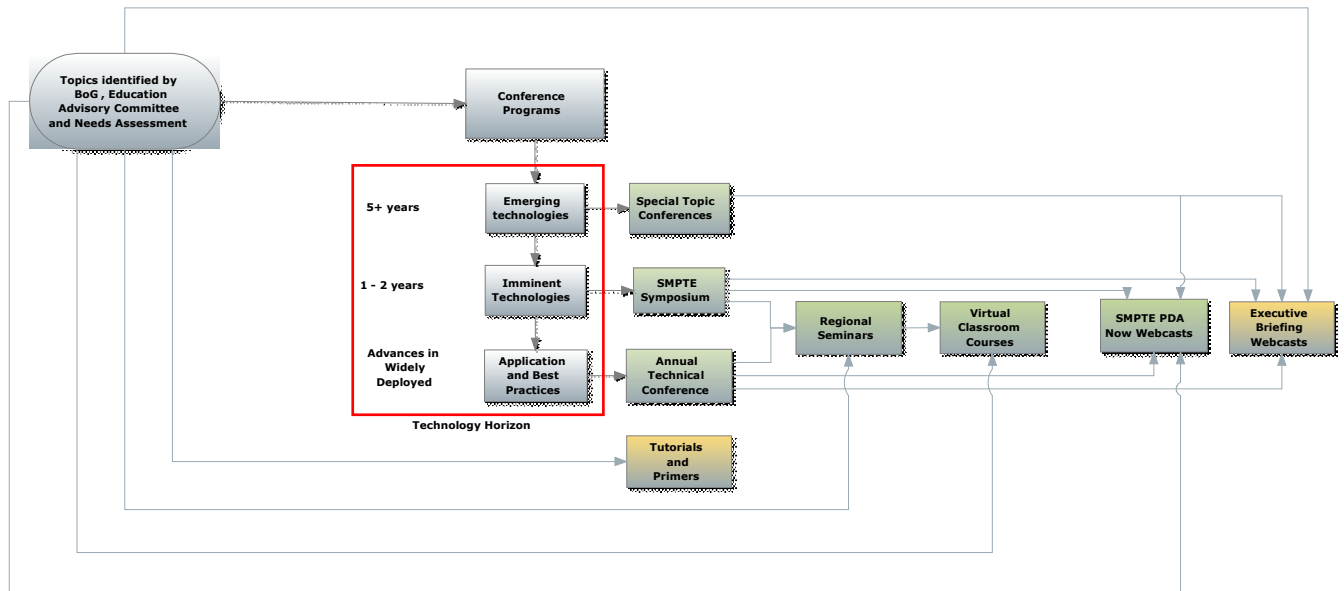 Topics identified by
BoG , Education
Advisory Committee
and Needs Assessment
Conference
Programs
5+ years
Emerging
technologies
Special Topic
Conferences
1 - 2 years
Imminent
Technologies
SMPTE
Symposium
Regional
Seminars
Virtual
Classroom
Courses
SMPTE PDA
Now Webcasts
Executive
Briefing
Webcasts
Advances in
Widely
Deployed
Application
and Best
Practices
Annual
Technical
Conference
Technology Horizon
Tutorials
and
Primers